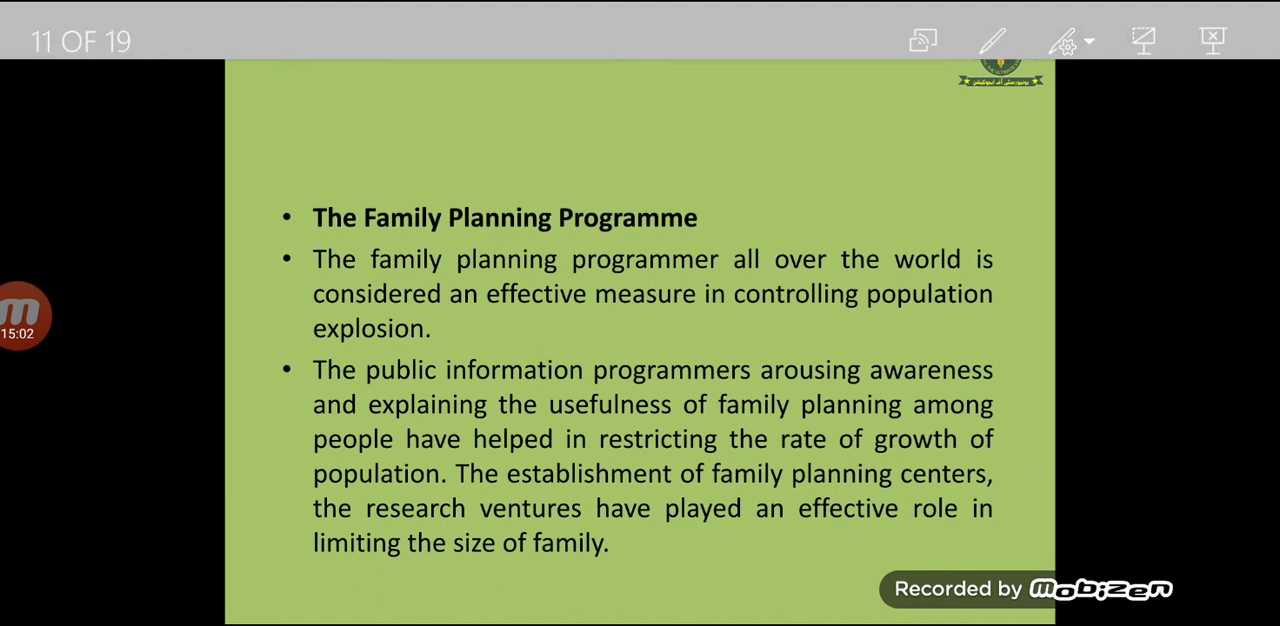 11 OF 19
یونیورسٹی آف ایجوکیشن
• The Family Planning Programme
• The family planning programmer all over the world is
considered an effective measure in controlling population
explosion.
• The public information programmers arousing awareness
and explaining the usefulness of family planning among
people have helped in restricting the rate of growth of
population. The establishment of family planning centers,
the research ventures have played an effective role in
limiting the size of family.
m
15:02
Recorded by mobizen